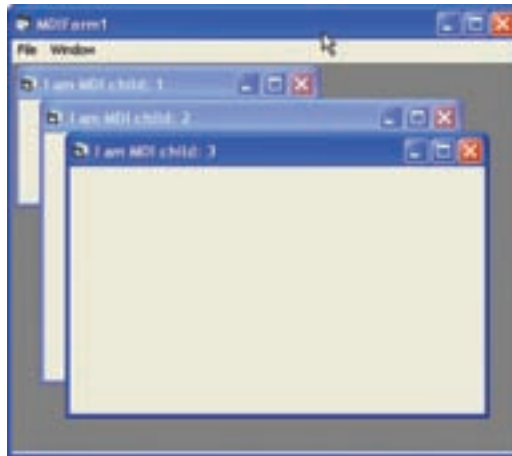 MDIForm1
File Window
I am MDI child: 1
I am MDI child: 2
I am MDI child: 3